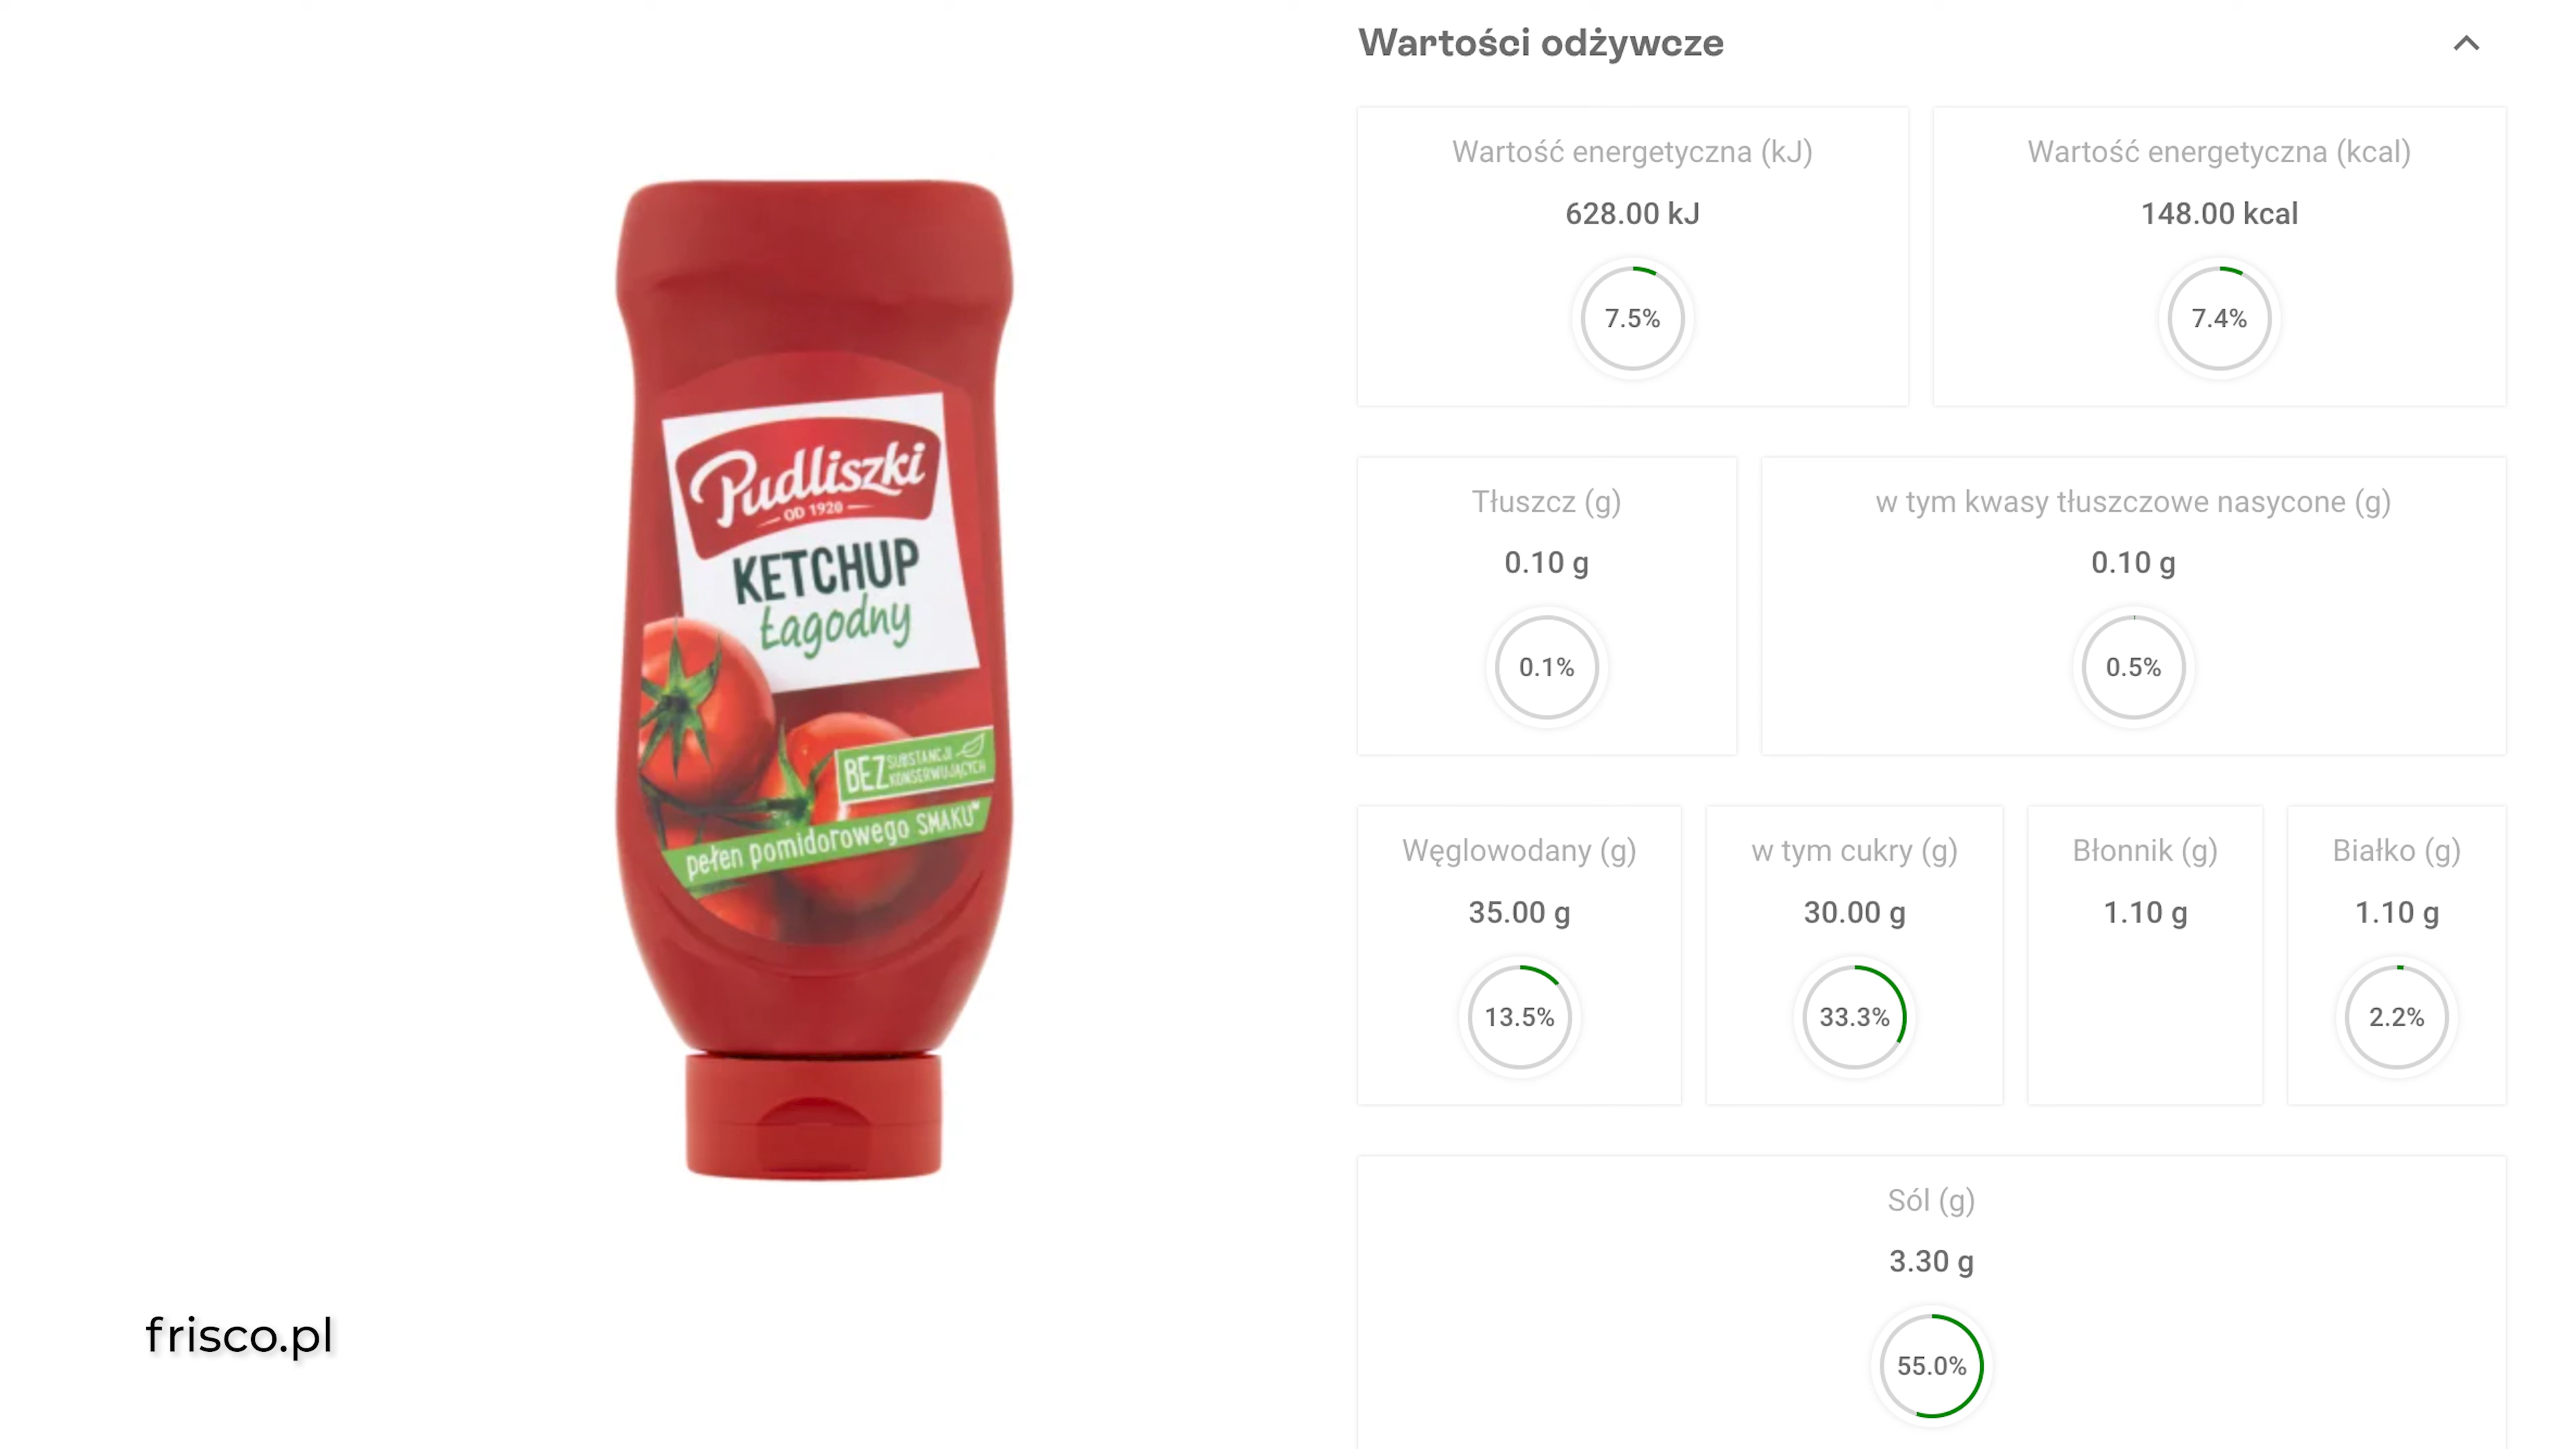 Pudliszki
OD 1920
KETCHUP
Łagodny
BEZ SUBSTANCJI KONSERWUJĄCYCH
pełen pomidorowego SMAKU
frisco.pl
Wartości odżywcze
Wartość energetyczna (kJ)
628.00 kJ
7.5%
Wartość energetyczna (kcal)
148.00 kcal
7.4%
Tłuszcz (g)
0.10 g
0.1%
w tym kwasy tłuszczowe nasycone (g)
0.10 g
0.5%
Węglowodany (g)
35.00 g
13.5%
w tym cukry (g)
30.00 g
33.3%
Błonnik (g)
1.10 g
Białko (g)
1.10 g
2.2%
Sól (g)
3.30 g
55.0%